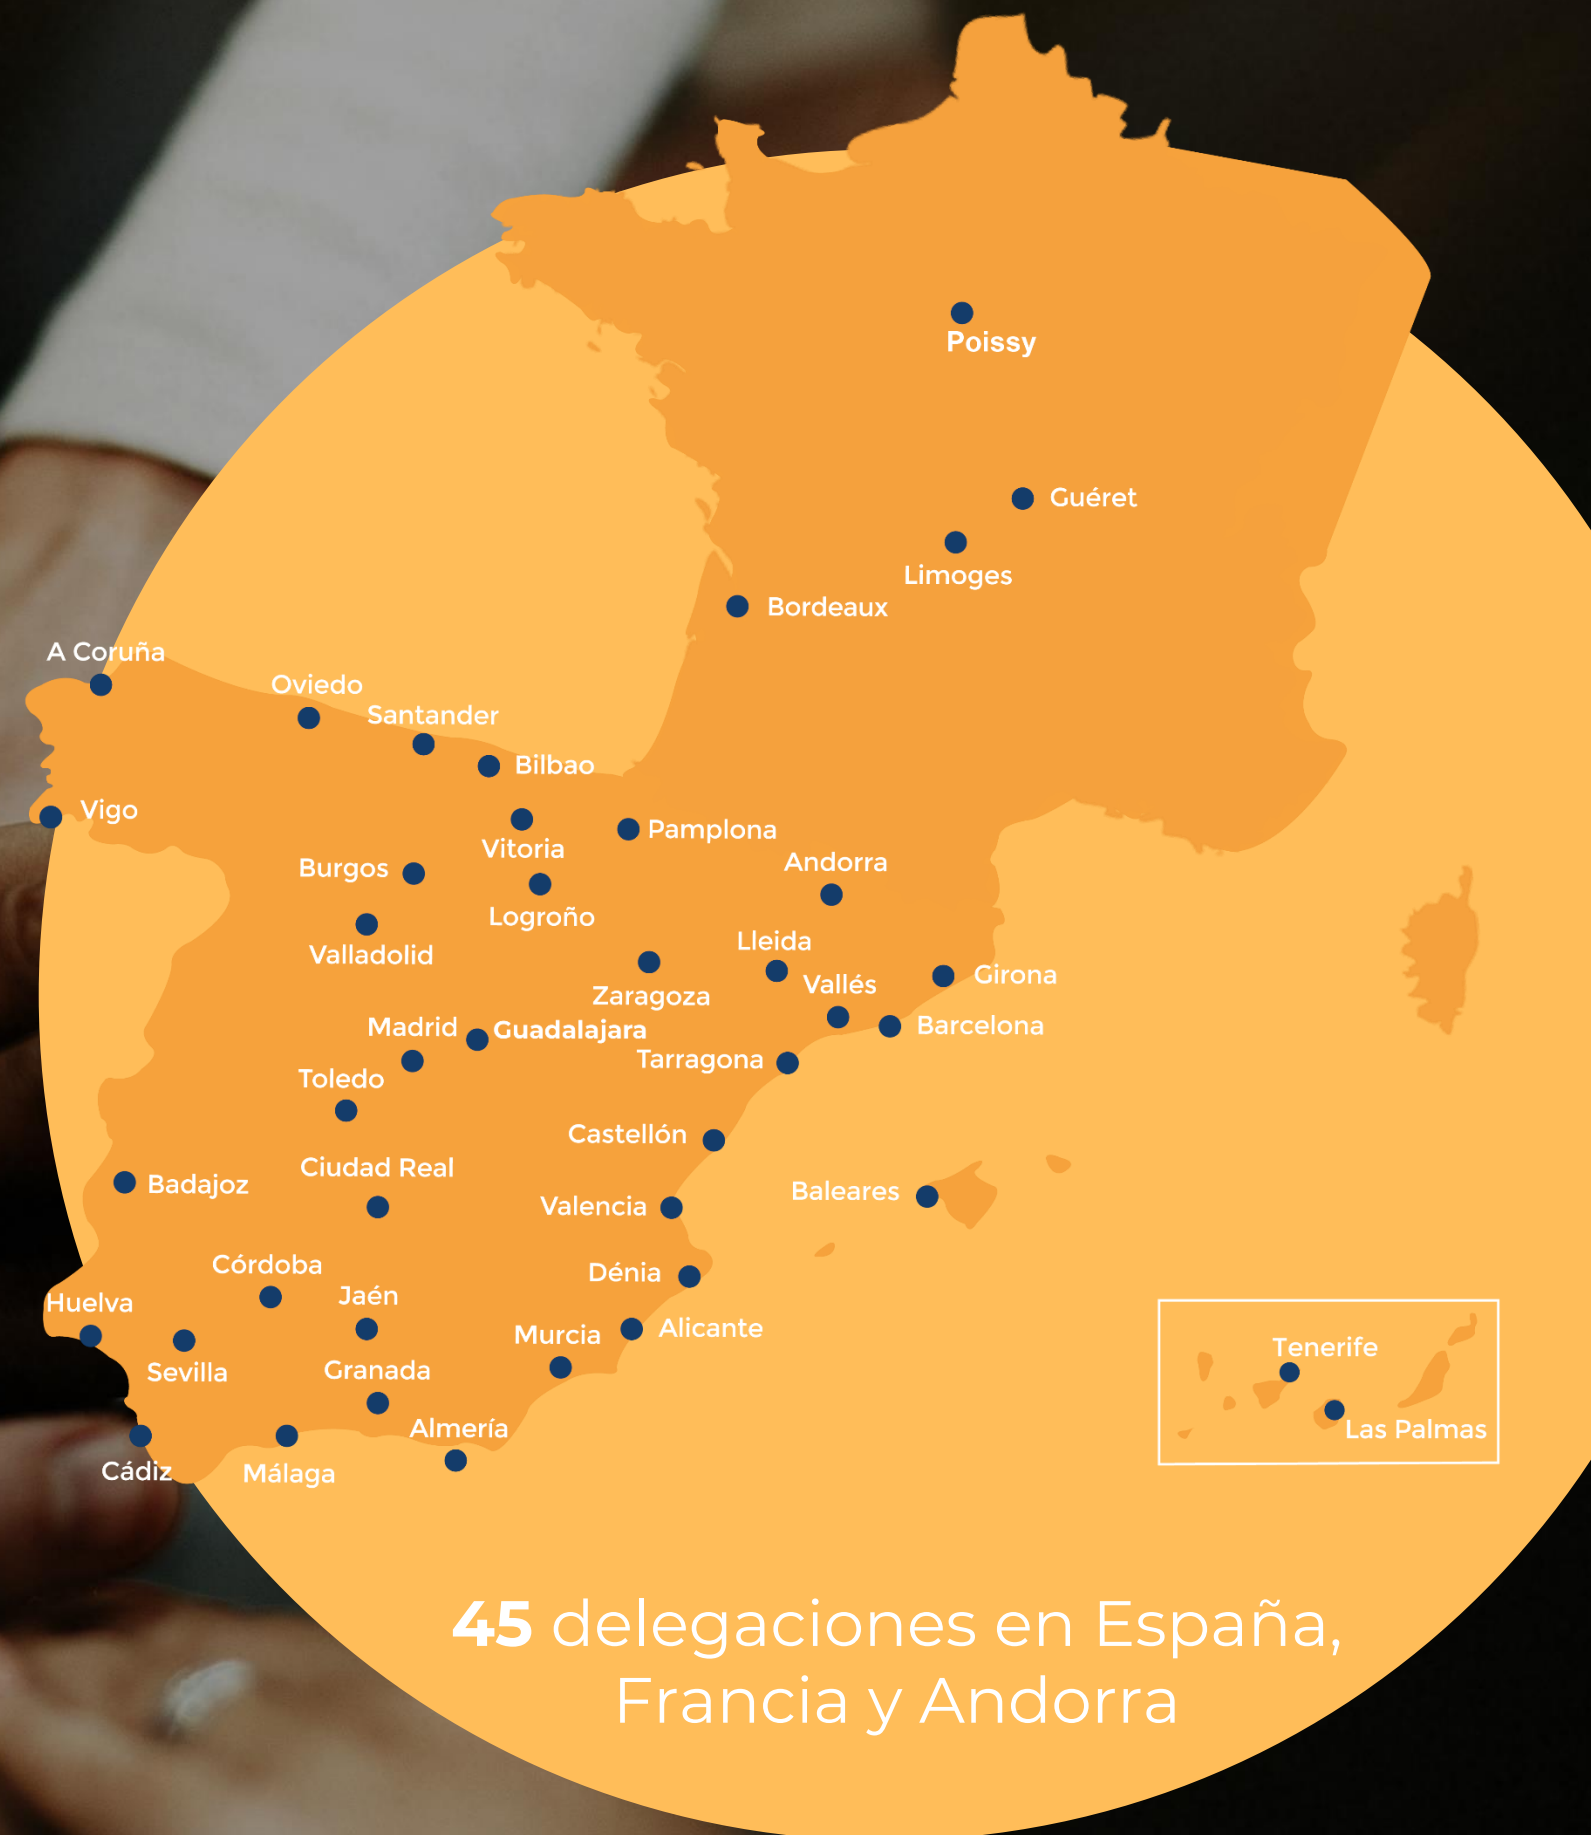 Poissy
Guéret
Limoges
Bordeaux
A Coruña
Oviedo
Santander
Bilbao
Vigo
Pamplona
Vitoria
Andorra
Burgos
Logroño
Lleida
Valladolid
Girona
Vallés
Zaragoza
Barcelona
Madrid
Guadalajara
Tarragona
Toledo
Castellón
Ciudad Real
Badajoz
Baleares
Valencia
Córdoba
Dénia
Jaén
Huelva
Alicante
Murcia
Tenerife
Sevilla
Granada
Almería
Las Palmas
Cádiz
Málaga
45 delegaciones en España,
Francia y Andorra